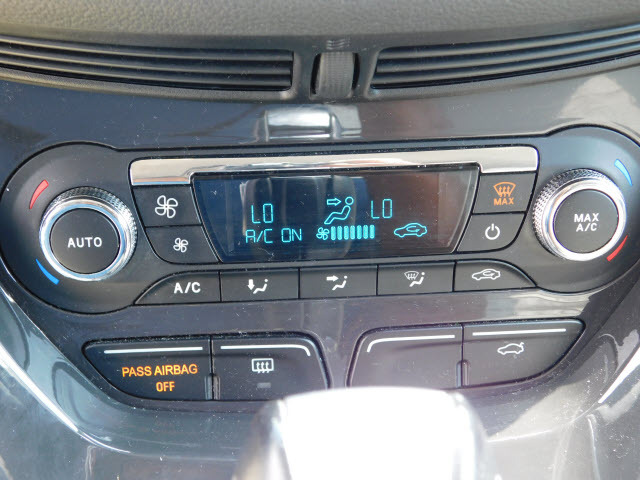 LO LO
A/C ON
MAX
AUTO
MAX
A/C
A/C
PASS AIRBAG
OFF